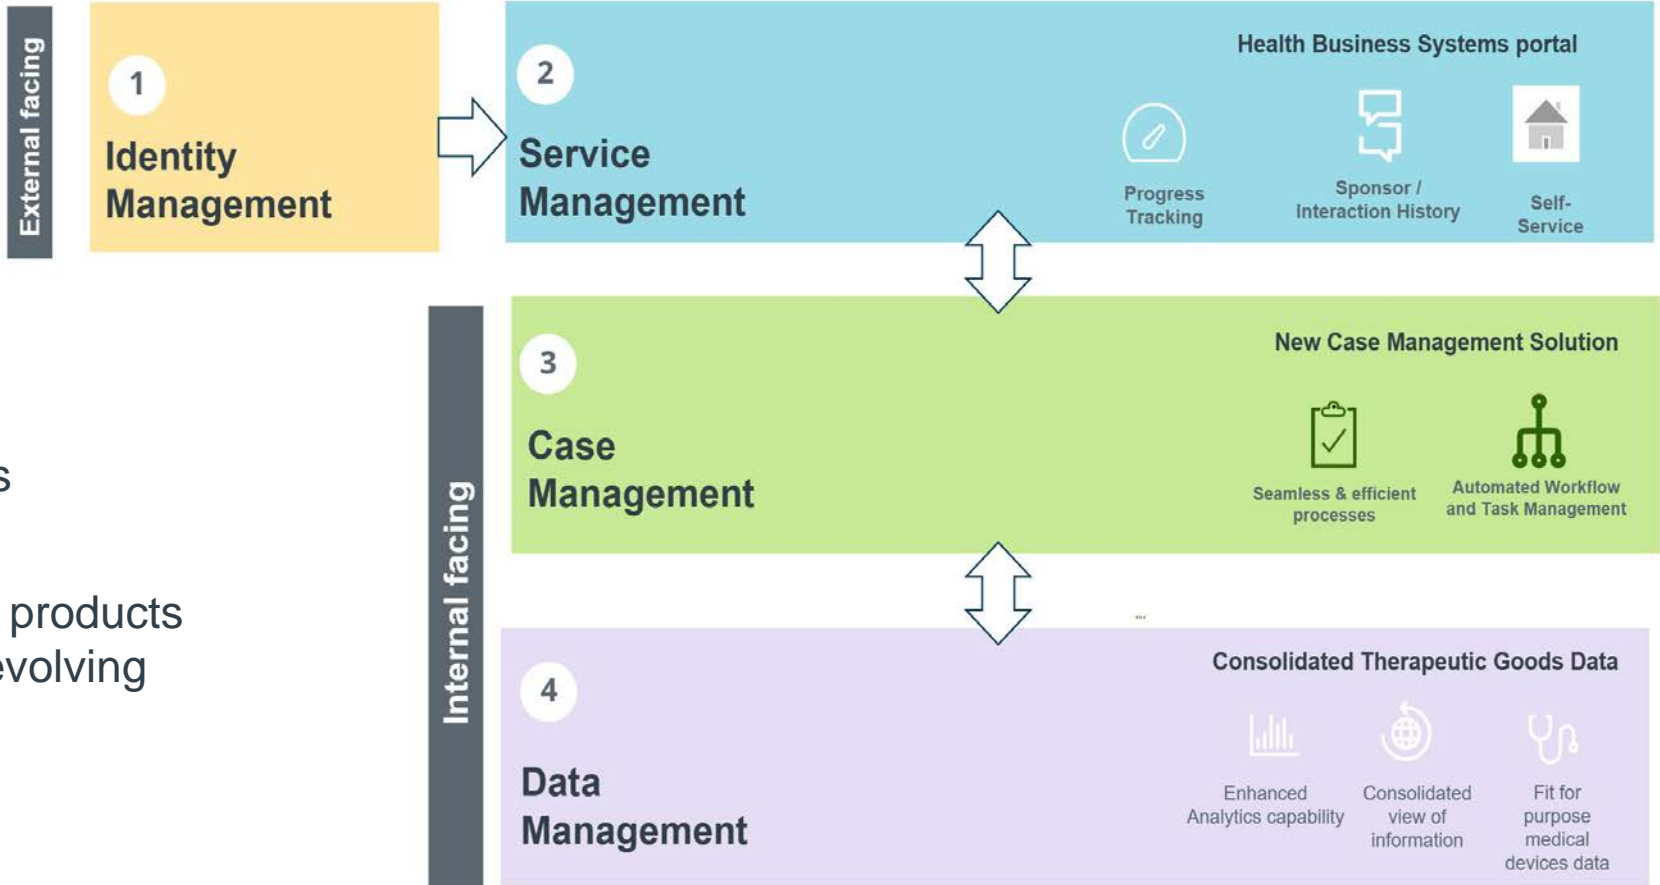 External facing
1
Identity
Management
2
Service
Management
Health Business Systems portal
Progress
Tracking
Sponsor /
Interaction History
Self-
Service
Internal facing
3
Case
Management
New Case Management Solution
Seamless & efficient
processes
Automated Workflow
and Task Management
s
products
evolving
...
4
Data
Management
Consolidated Therapeutic Goods Data
Enhanced
Analytics capability
Consolidated
view of
information
Fit for
purpose
medical
devices data